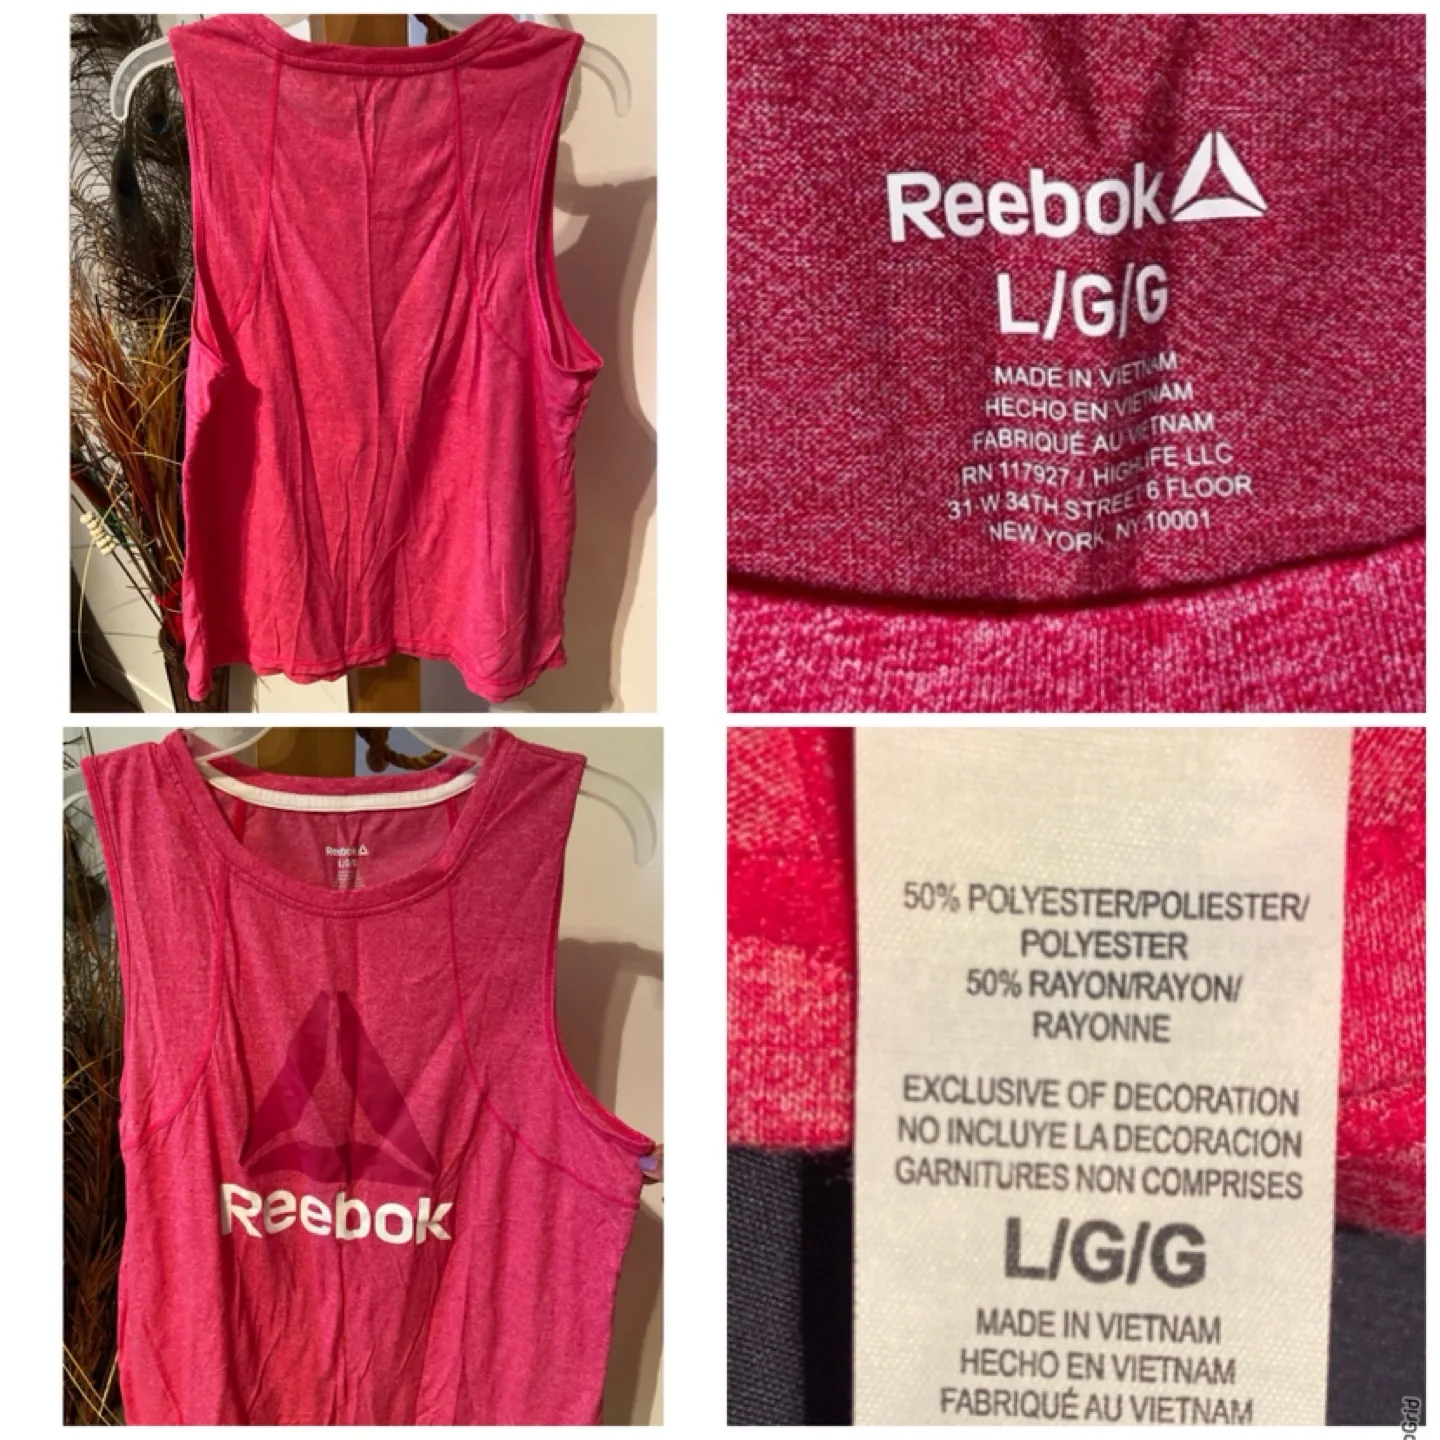 Reebok
L/G/G
MADE IN VIETNAM
HECHO EN VIETNAM
FABRIQUÉ AU VIETNAM
RN 117927 / HIGHLIFE LLC
31 W 34TH STREET 6 FLOOR
NEW YORK, NY 10001
Reebok
L/G/G
Reebok
50% POLYESTER/POLIESTER/
POLYESTER
50% RAYON/RAYON/
RAYONNE
EXCLUSIVE OF DECORATION
NO INCLUYE LA DECORACION
GARNITURES NON COMPRISES
L/G/G
MADE IN VIETNAM
HECHO EN VIETNAM
FABRIQUÉ AU VIETNAM